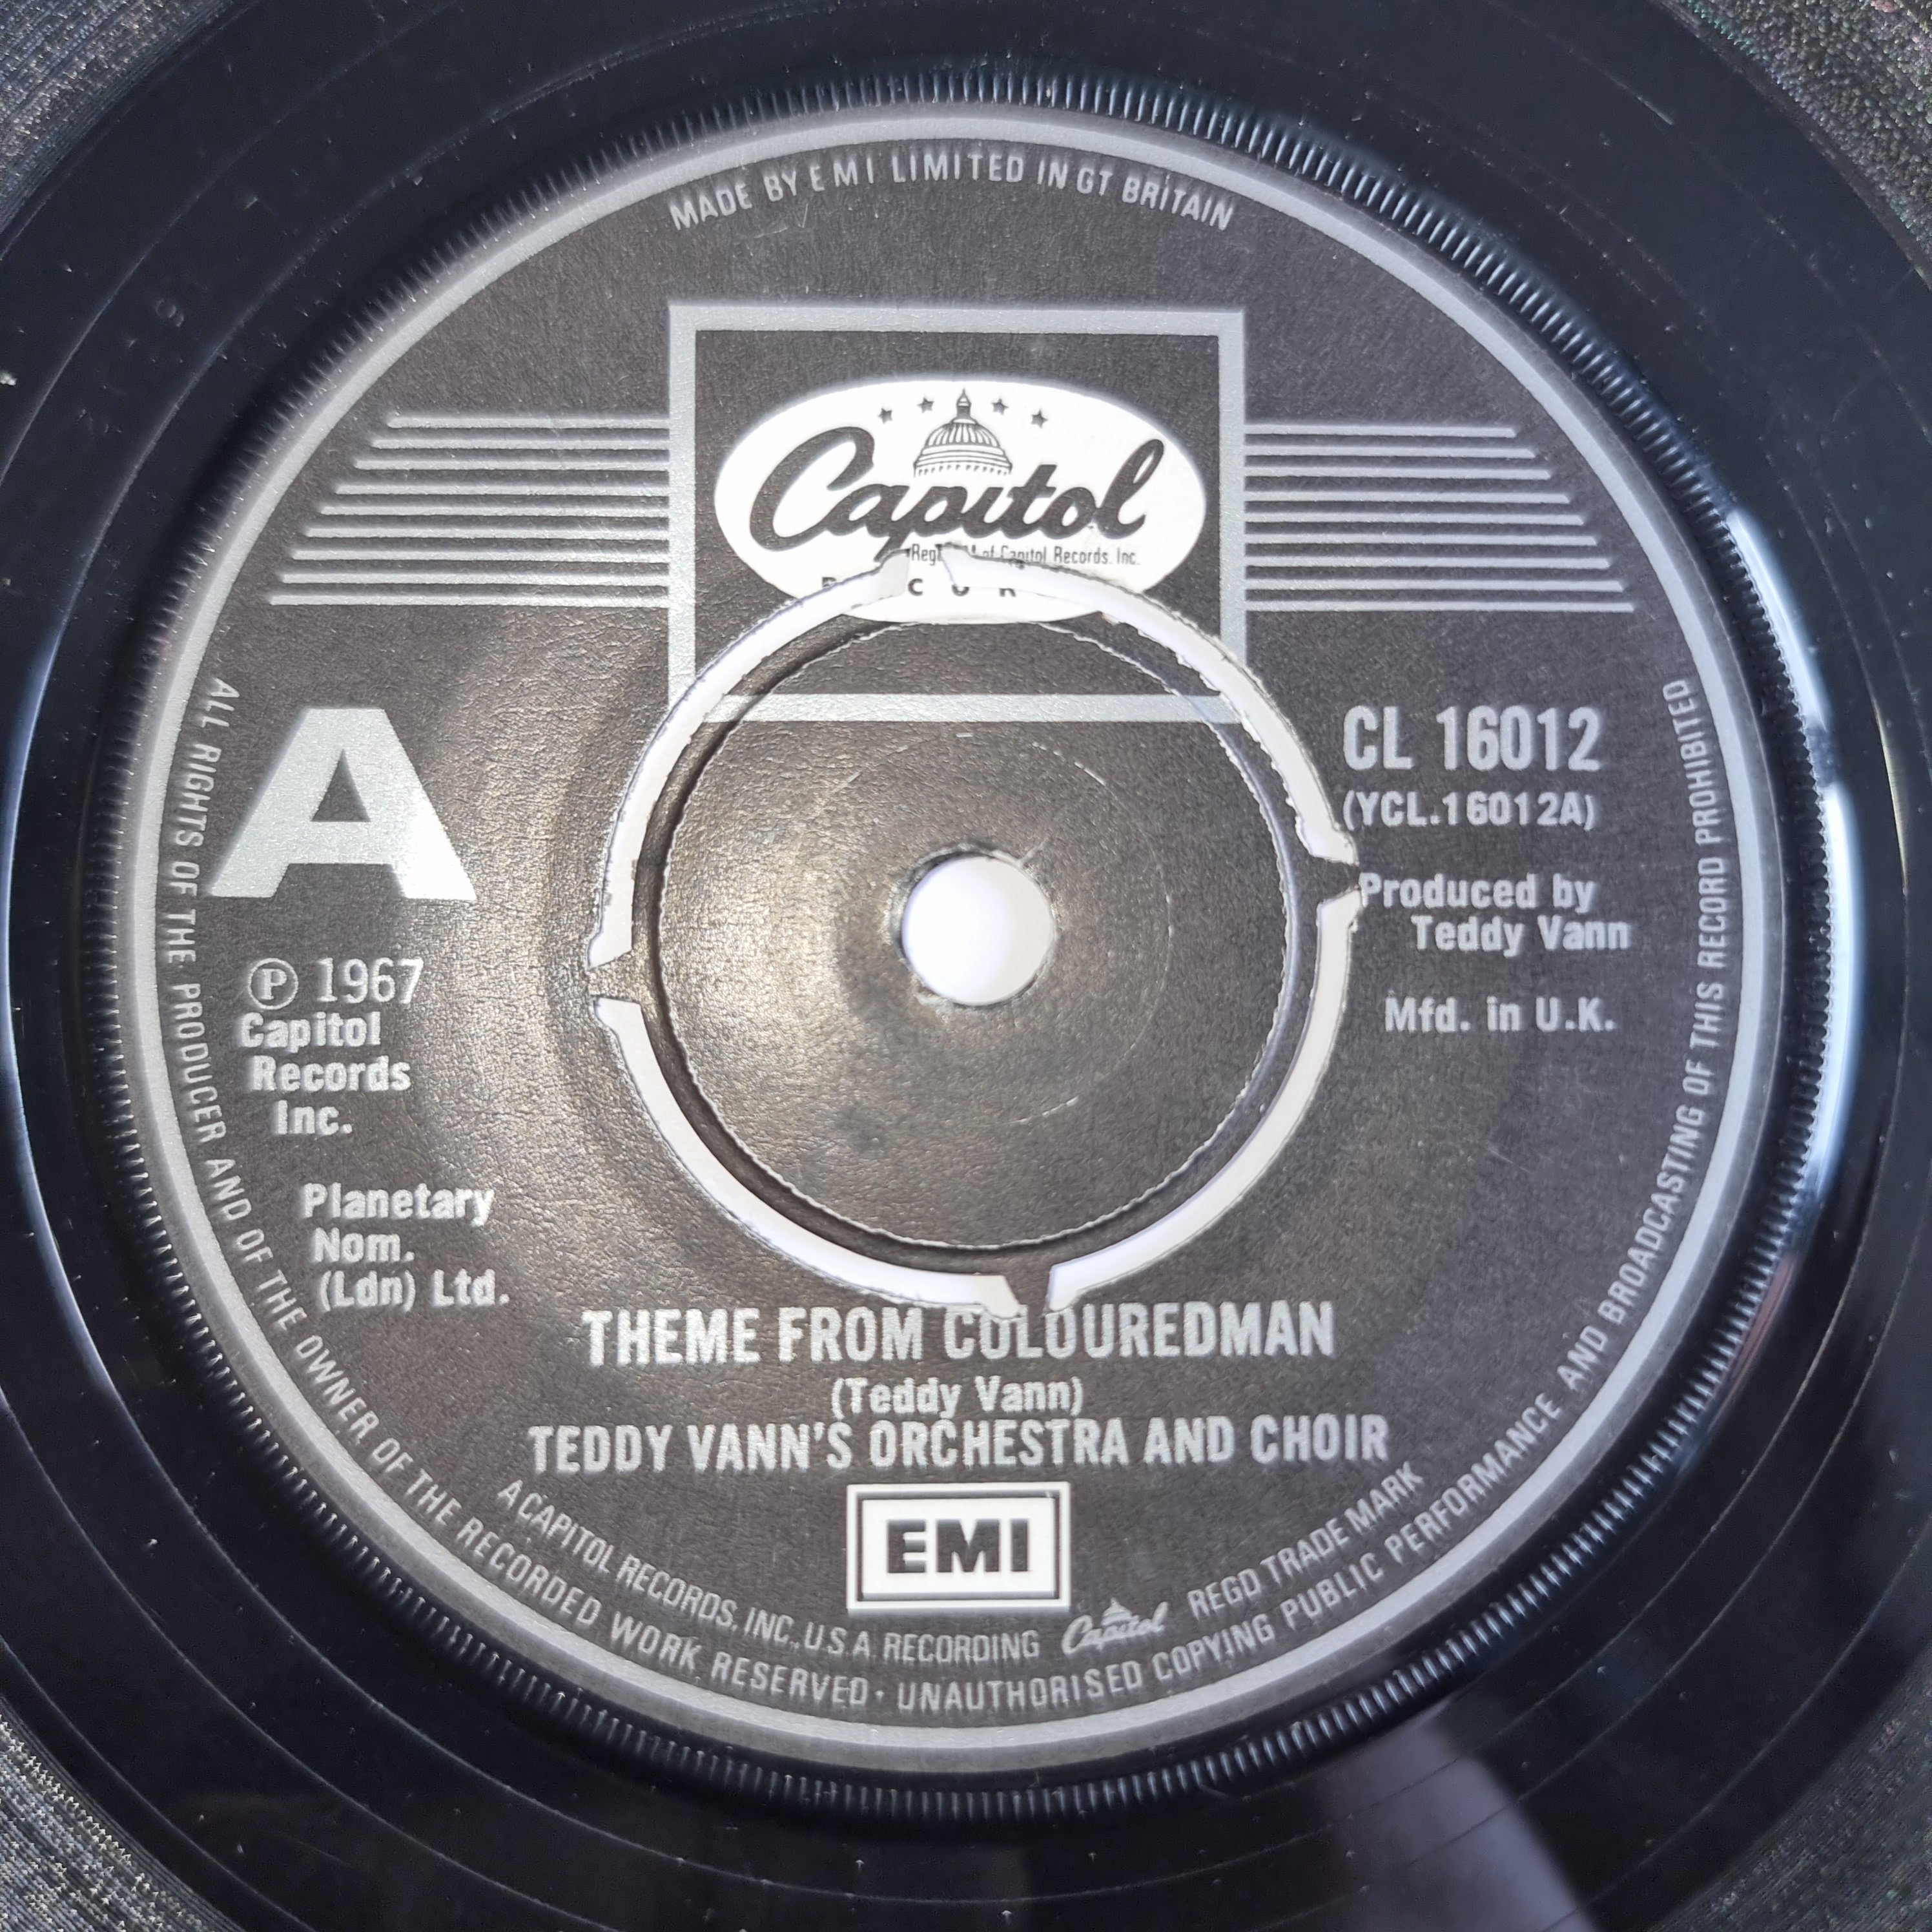 MADE BY EMI LIMITED IN GT BRITAIN
Capitol
Capitol Records. Inc.
A
CL 16012
(YCL.16012A)
Produced by
Teddy Vann
Mfd. in U.K.
℗ 1967
Capitol
Records
Inc.
Planetary
Nom.
(Ldn) Ltd.
THEME FROM COLOUREDMAN
(Teddy Vann)
TEDDY VANN'S ORCHESTRA AND CHOIR
EMI
A CAPITOL RECORDS, INC., U.S.A. RECORDING Capitol REGD TRADE MARK
ALL RIGHTS OF THE PRODUCER AND OF THE OWNER OF THE RECORDED WORK RESERVED · UNAUTHORISED COPYING PUBLIC PERFORMANCE AND BROADCASTING OF THIS RECORD PROHIBITED